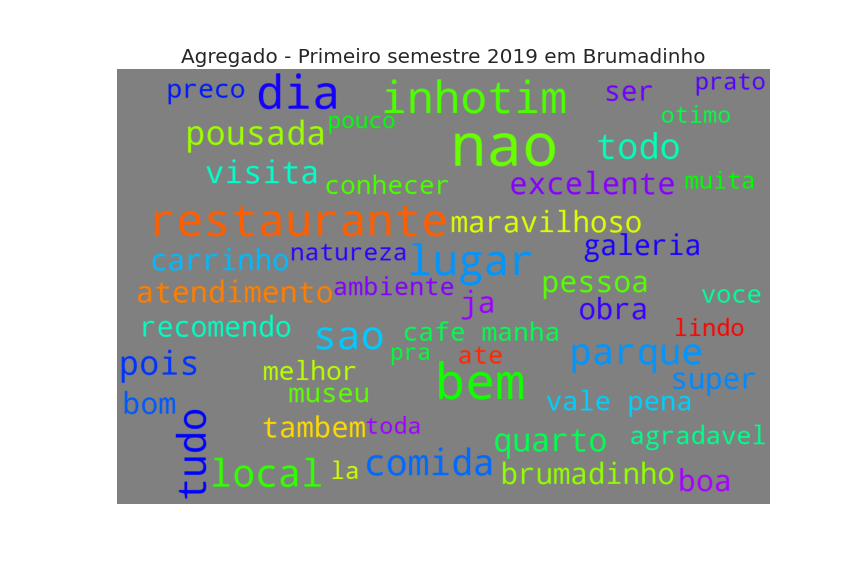 Agregado - Primeiro semestre 2019 em Brumadinho
preco dia inhotim ser prato
pousada pouco nao todo otimo
visita conhecer excelente muita
restaurante maravilhoso
carrinho natureza lugar galeria
atendimento ambiente ja pessoa obra voce
recomendo sao cafe manha lindo
pois pra ate parque
melhor museu bem super
bom vale pena
tudo tambem toda quarto agradavel
local la comida brumadinho boa